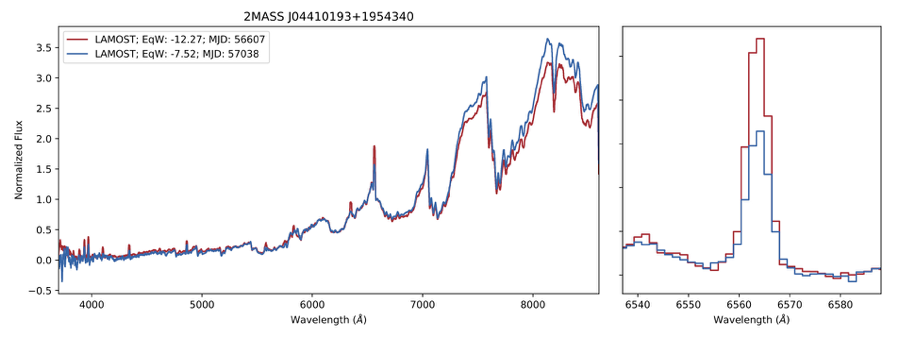 2MASS J04410193+1954340
LAMOST; EqW: -12.27; MJD: 56607
LAMOST; EqW: -7.52; MJD: 57038
3.5
3.0
2.5
2.0
1.5
1.0
0.5
0.0
−0.5
Normalized Flux
4000 5000 6000 7000 8000
Wavelength (Å)
6540 6550 6560 6570 6580
Wavelength (Å)